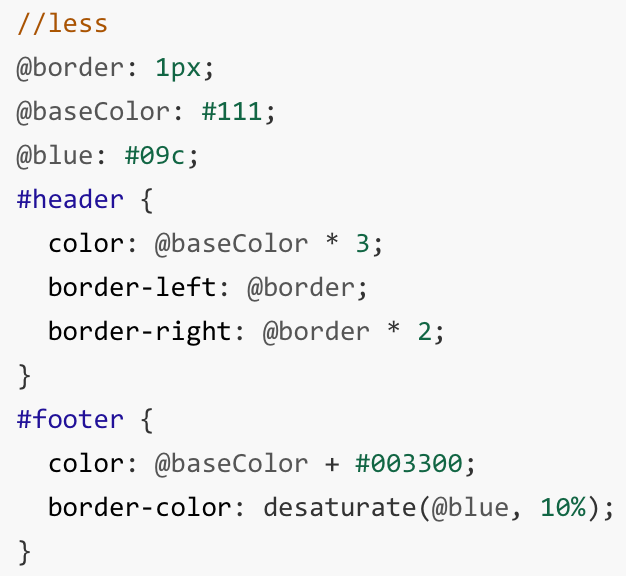 //less
@border: 1px;
@baseColor: #111;
@blue: #09c;
#header {
  color: @baseColor * 3;
  border-left: @border;
  border-right: @border * 2;
}
#footer {
  color: @baseColor + #003300;
  border-color: desaturate(@blue, 10%);
}